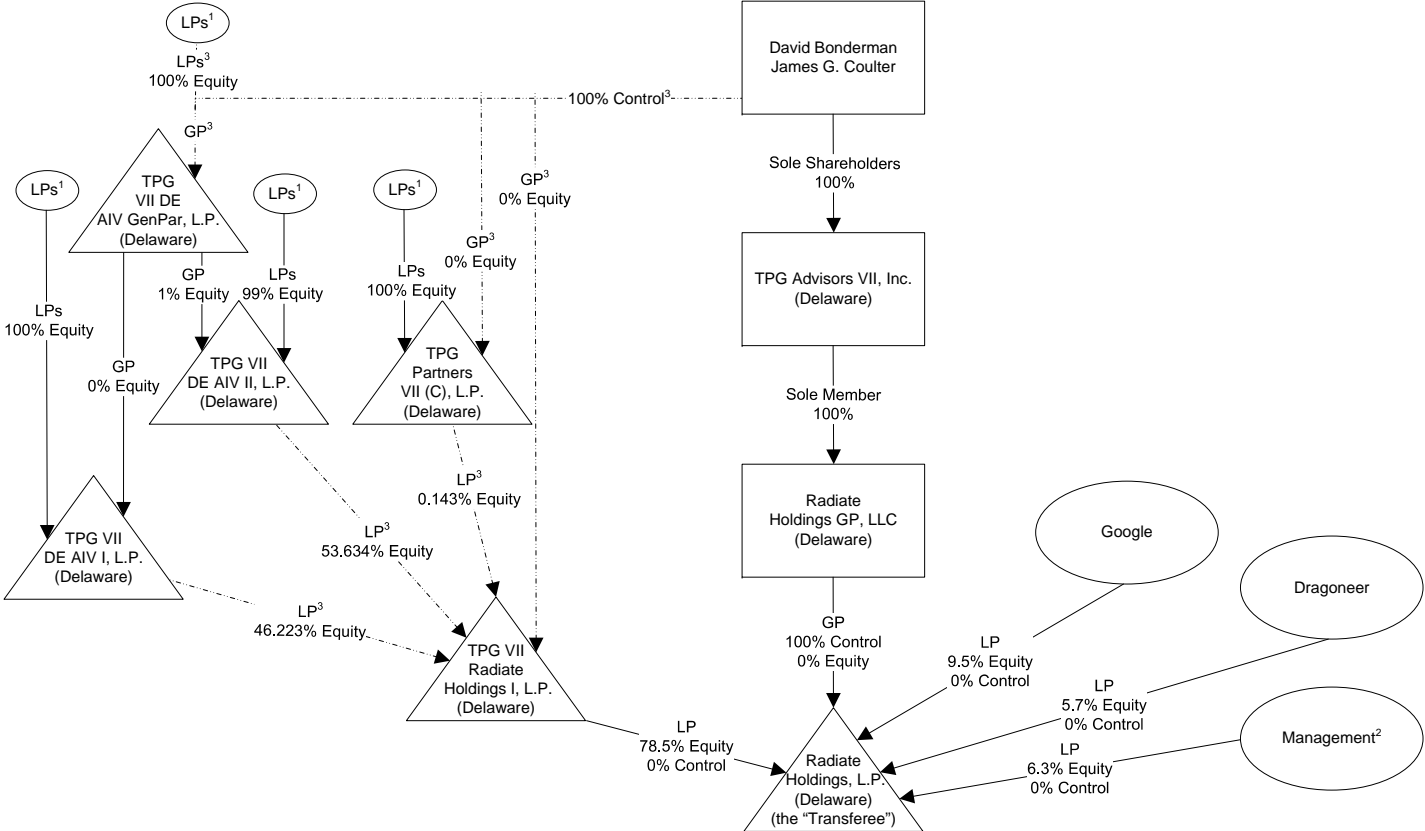 LPs¹
LPs³
100% Equity
David Bonderman
James G. Coulter
100% Control³
GP³
LPs¹
TPG
VII DE
AIV GenPar, L.P.
(Delaware)
LPs¹
LPs¹
GP³
0% Equity
Sole Shareholders
100%
GP³
0% Equity
GP
1% Equity
LPs
99% Equity
LPs
100% Equity
TPG Advisors VII, Inc.
(Delaware)
LPs
100% Equity
GP
0% Equity
TPG VII
DE AIV II, L.P.
(Delaware)
TPG
Partners
VII (C), L.P.
(Delaware)
Sole Member
100%
LP³
0.143% Equity
Radiate
Holdings GP, LLC
(Delaware)
Google
TPG VII
DE AIV I, L.P.
(Delaware)
LP³
53.634% Equity
Dragoneer
LP³
46.223% Equity
GP
100% Control
0% Equity
LP
9.5% Equity
0% Control
TPG VII
Radiate
Holdings I, L.P.
(Delaware)
LP
5.7% Equity
0% Control
LP
78.5% Equity
0% Control
Management²
LP
6.3% Equity
0% Control
Radiate
Holdings, L.P.
(Delaware)
(the “Transferee”)